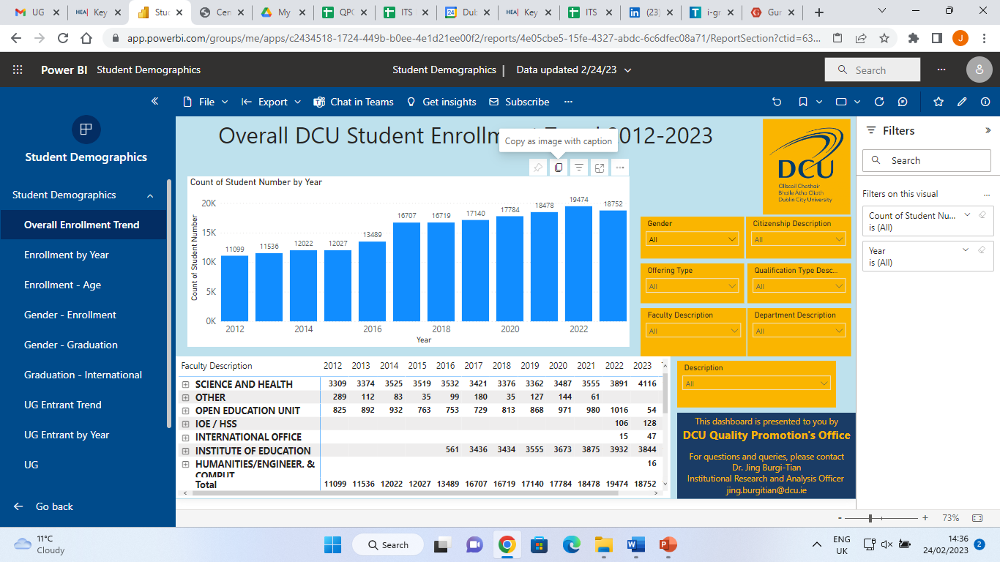 UG
HEA| Key
Stuc
Cen
My
QPC
ITS
Dub
HEA| Key
ITS
(23)
i-gr
Gur
app.powerbi.com/groups/me/apps/c2434518-1724-449b-b0ee-4e1d21ee00f2/reports/4e05cbe5-15fe-4327-abdc-6c6dfec08a71/ReportSection?ctid=63...
J
Power BI Student Demographics
Student Demographics | Data updated 2/24/23
Search
File Export Chat in Teams Get insights Subscribe
Student Demographics
Student Demographics
Overall Enrollment Trend
Enrollment by Year
Enrollment - Age
Gender - Enrollment
Gender - Graduation
Graduation - International
UG Entrant Trend
UG Entrant by Year
UG
Go back
Overall DCU Student Enrollment Trend 2012-2023
Copy as image with caption
Count of Student Number by Year
Count of Student Number
20K
15K
10K
5K
0K
11099 11536 12022 12027 13489 16707 16719 17140 17784 18478 19474 18752
2012 2014 2016 2018 2020 2022
Year
DCU
Ollscoil Chathair
Bhaile Átha Cliath
Dublin City University
Gender
All
Citizenship Description
All
Offering Type
All
Qualification Type Desc...
All
Faculty Description
All
Department Description
All
Description
All
Faculty Description 2012 2013 2014 2015 2016 2017 2018 2019 2020 2021 2022 2023
SCIENCE AND HEALTH 3309 3374 3525 3519 3532 3421 3376 3362 3487 3555 3891 4116
OTHER 289 112 83 35 99 180 35 127 144 61
OPEN EDUCATION UNIT 825 892 932 763 753 729 813 868 971 980 1016 54
IOE / HSS 106 128
INTERNATIONAL OFFICE 15 47
INSTITUTE OF EDUCATION 561 3436 3434 3555 3673 3875 3932 3844
HUMANITIES/ENGINEER. & 16
COMPUT
Total 11099 11536 12022 12027 13489 16707 16719 17140 17784 18478 19474 18752
This dashboard is presented to you by
DCU Quality Promotion's Office
For questions and queries, please contact
Dr. Jing Burgi-Tian
Institutional Research and Analysis Officer
jing.burgitian@dcu.ie
Filters
Search
Filters on this visual
Count of Student Nu...
is (All)
Year
is (All)
73%
11°C
Cloudy
Search
ENG
UK
14:36
24/02/2023
2